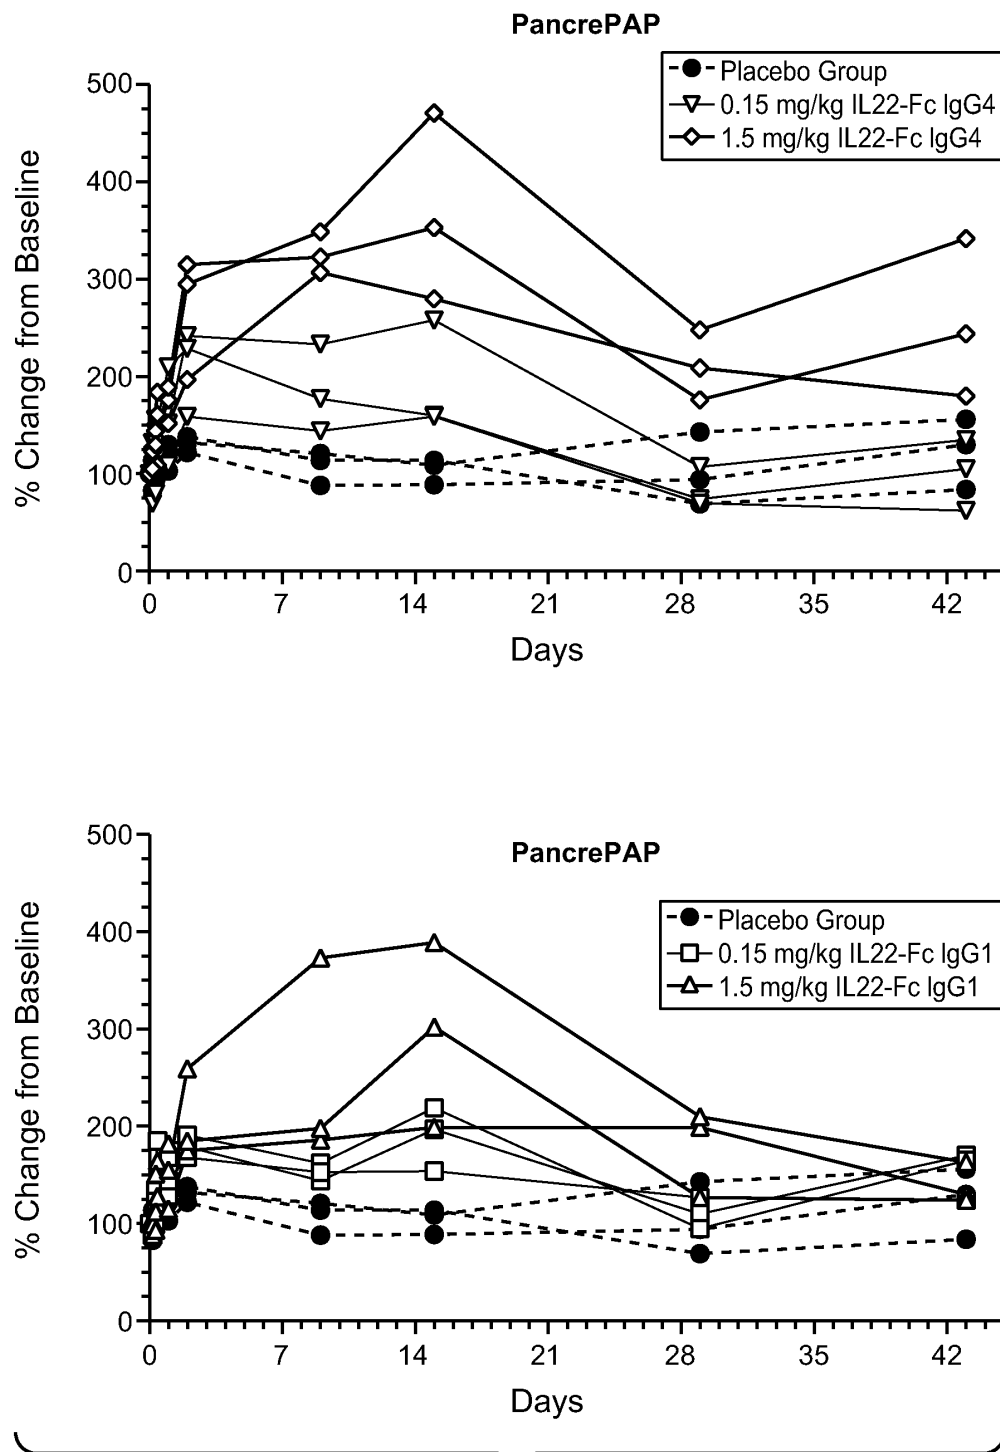 PancrePAP
Placebo Group
0.15 mg/kg IL22-Fc IgG4
1.5 mg/kg IL22-Fc IgG4
% Change from Baseline
500
400
300
200
100
0
0 7 14 21 28 35 42
Days
PancrePAP
Placebo Group
0.15 mg/kg IL22-Fc IgG1
1.5 mg/kg IL22-Fc IgG1
% Change from Baseline
500
400
300
200
100
0
0 7 14 21 28 35 42
Days